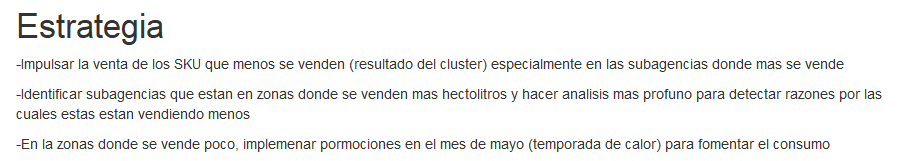 Estrategia
-Impulsar la venta de los SKU que menos se venden (resultado del cluster) especialmente en las subagencias donde mas se vende
-Identificar subagencias que estan en zonas donde se venden mas hectolitros y hacer analisis mas profuno para detectar razones por las
cuales estas estan vendiendo menos
-En la zonas donde se vende poco, implemenar pormociones en el mes de mayo (temporada de calor) para fomentar el consumo